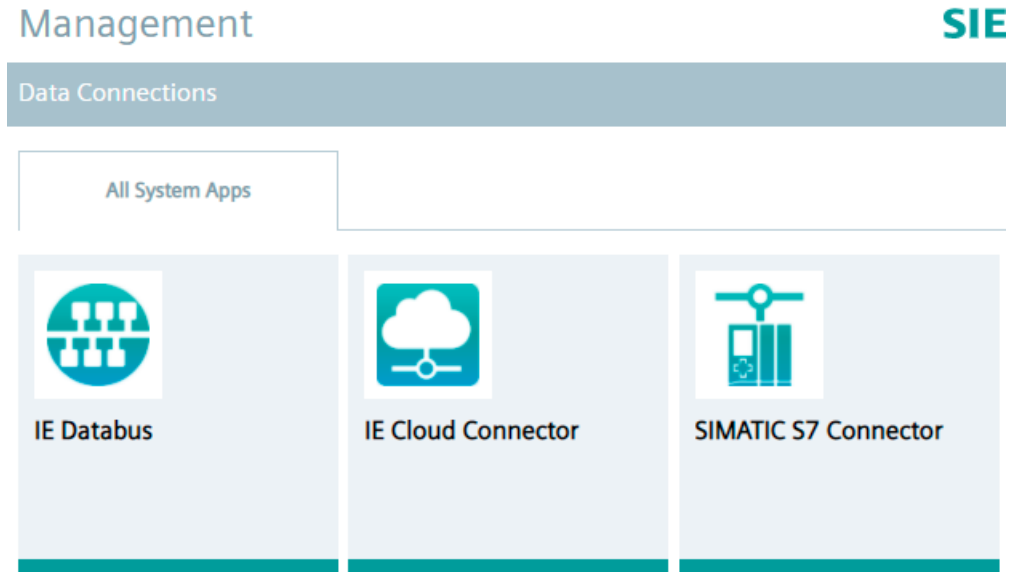 Management
SIE
Data Connections
All System Apps
IE Databus
IE Cloud Connector
SIMATIC S7 Connector